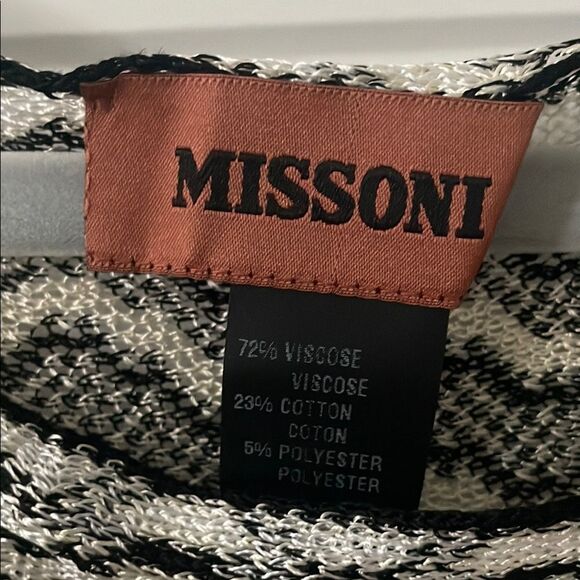 MISSONI
72% VISCOSE
VISCOSE
23% COTTON
COTON
5% POLYESTER
POLYESTER